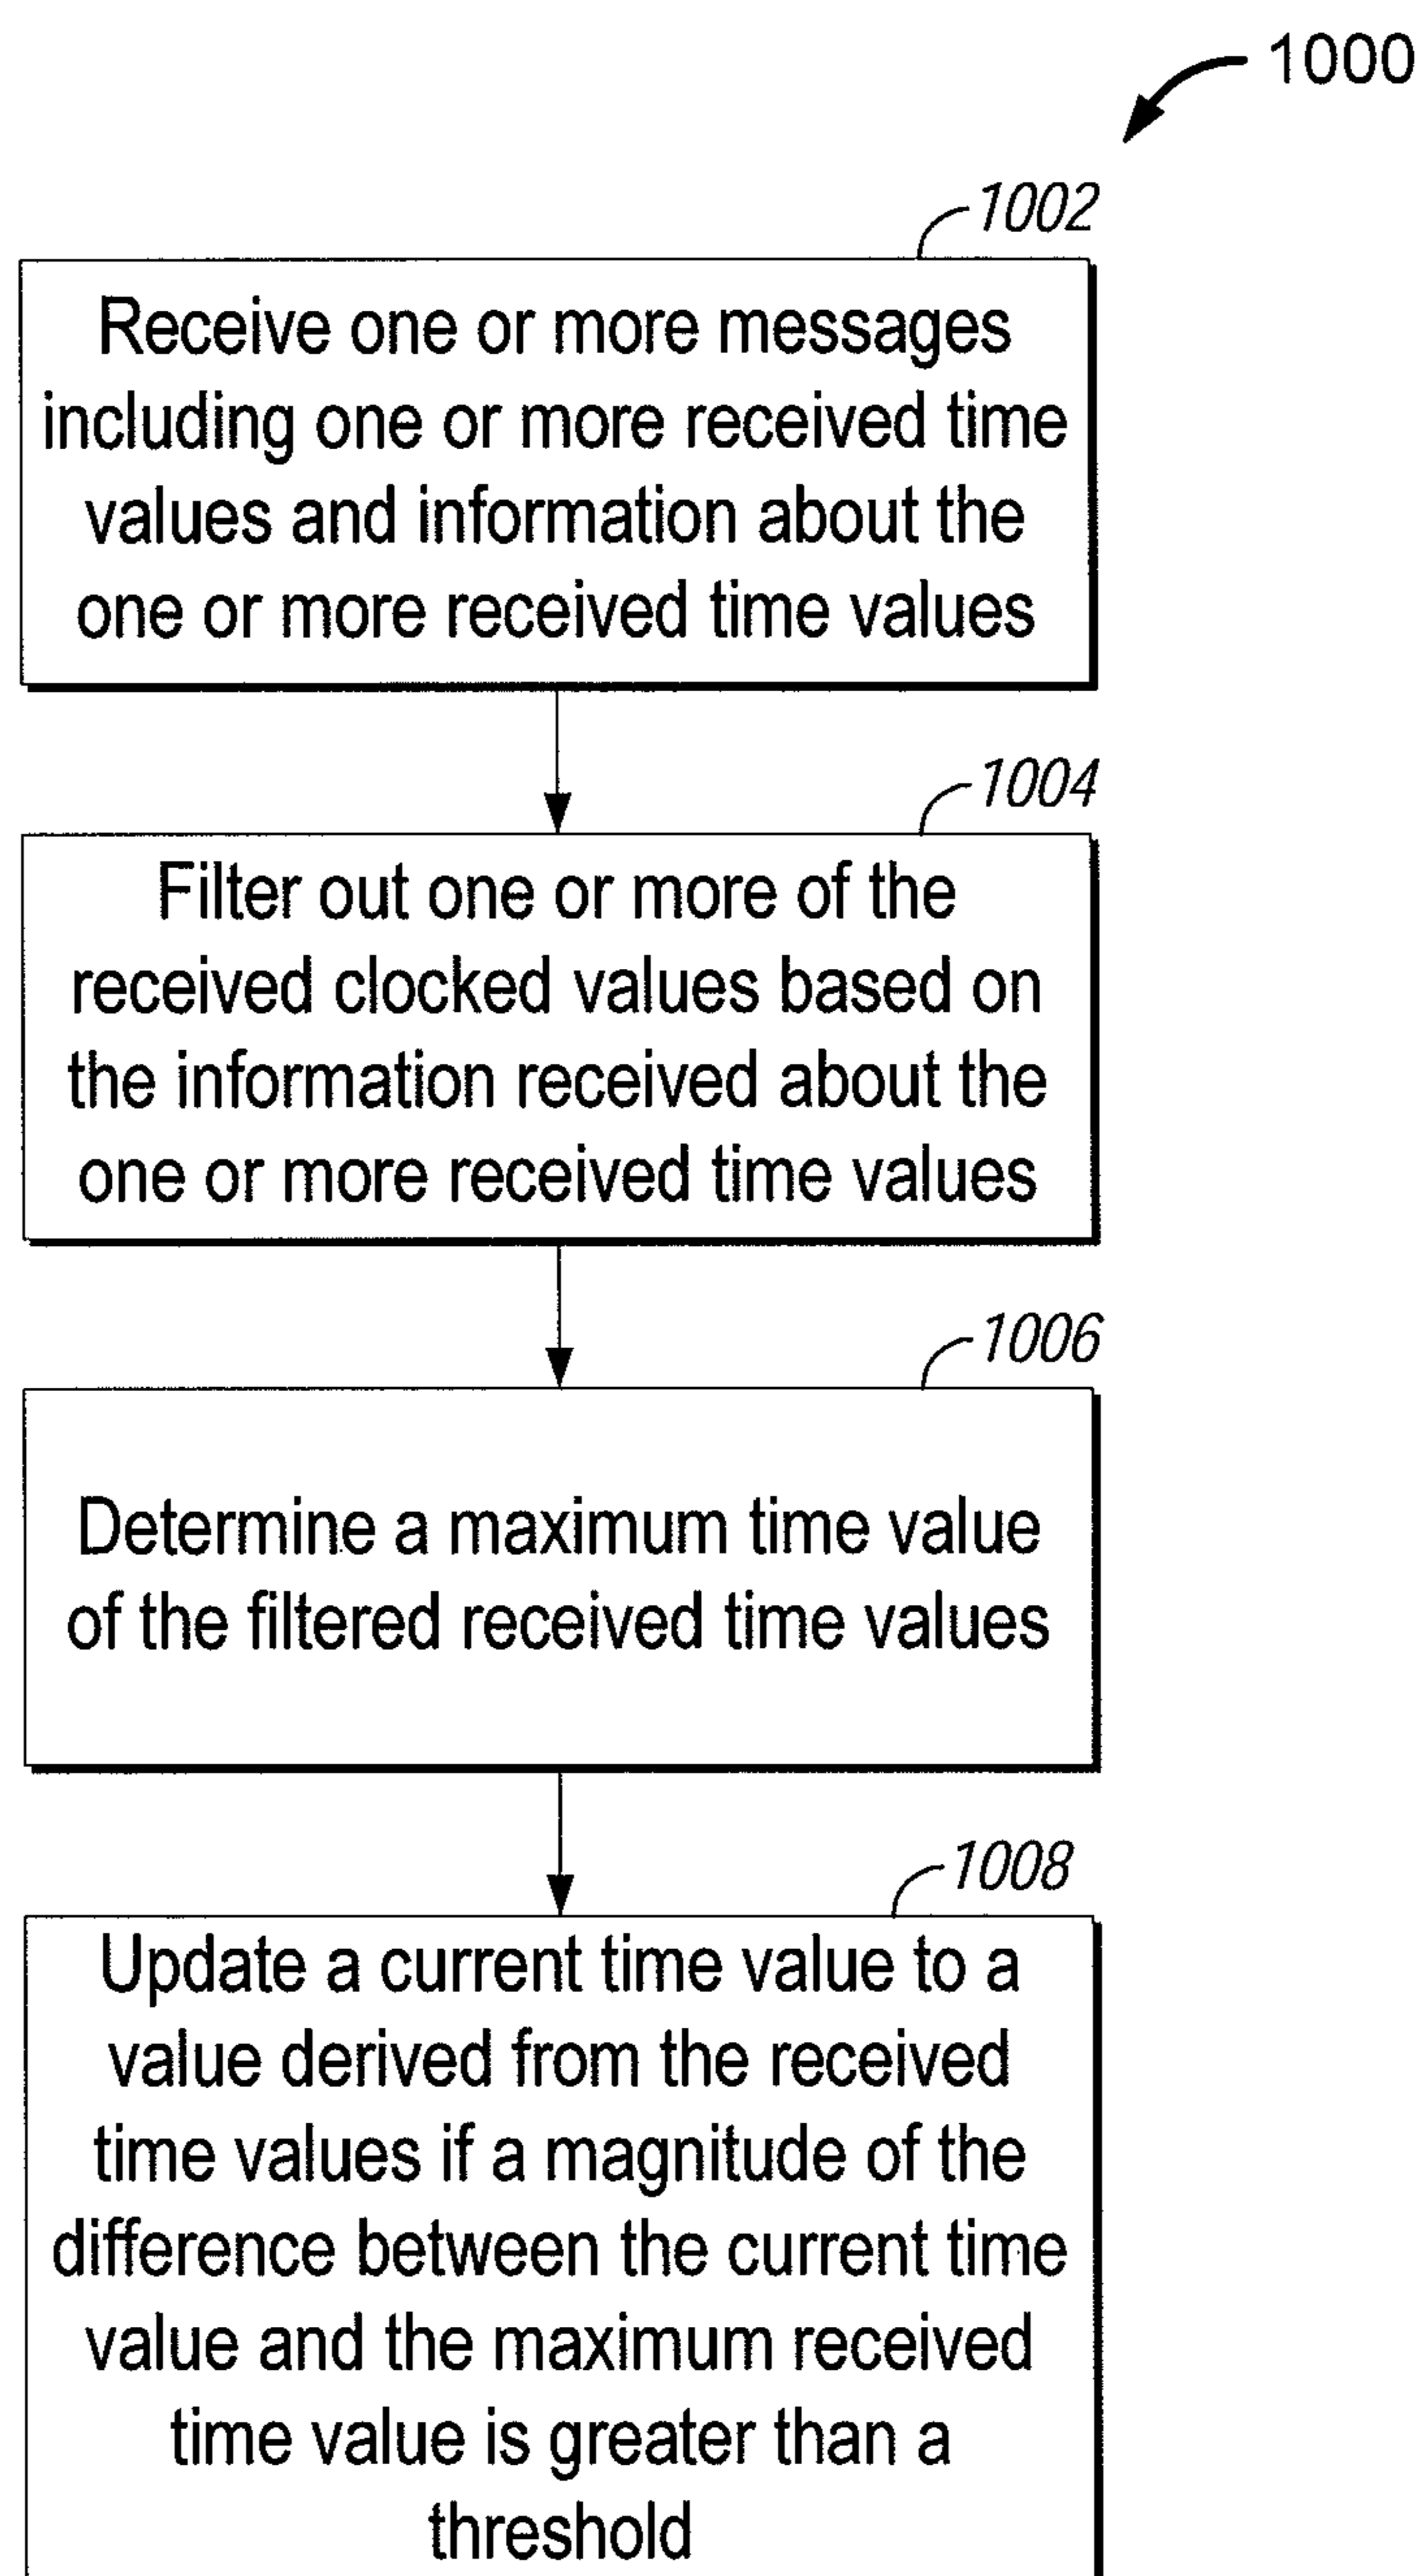 1000
1002
Receive one or more messages
including one or more received time
values and information about the
one or more received time values
1004
Filter out one or more of the
received clocked values based on
the information received about the
one or more received time values
1006
Determine a maximum time value
of the filtered received time values
1008
Update a current time value to a
value derived from the received
time values if a magnitude of the
difference between the current time
value and the maximum received
time value is greater than a
threshold